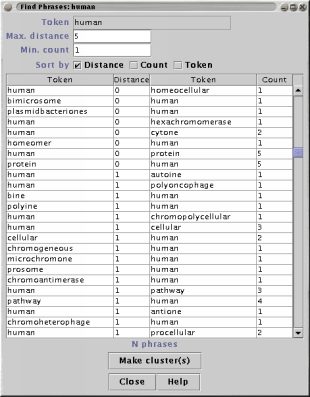 Find Phrases: human
Token human
Max. distance 5
Min. count 1
Sort by Distance Count Token
Token Distance Token Count
human 0 homeocellular 1
bimicrosome 0 human 1
plasmidbacteriones 0 human 1
human 0 hexachromomerase 1
human 0 cytone 2
homeomer 0 human 1
human 0 protein 5
protein 0 human 5
human 1 autoine 1
human 1 polyoncophage 1
bine 1 human 1
polyine 1 human 1
human 1 chromopolycellular 1
human 1 cellular 3
cellular 1 human 2
chromogeneous 1 human 1
microchromone 1 human 1
prosome 1 human 1
chromoantimerase 1 human 1
human 1 pathway 3
pathway 1 human 4
human 1 antione 1
chromoheterophage 1 human 1
human 1 procellular 2
N phrases
Make cluster(s)
Close Help